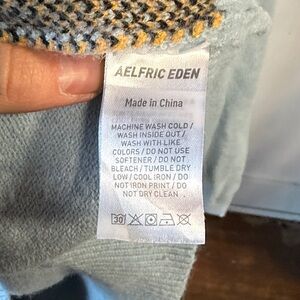 AELFRIC EDEN
Made in China
MACHINE WASH COLD /
WASH INSIDE OUT /
WASH WITH LIKE
COLORS / DO NOT USE
SOFTENER / DO NOT
BLEACH / TUMBLE DRY
LOW / COOL IRON / DO
NOT IRON PRINT / DO
NOT DRY CLEAN .
30